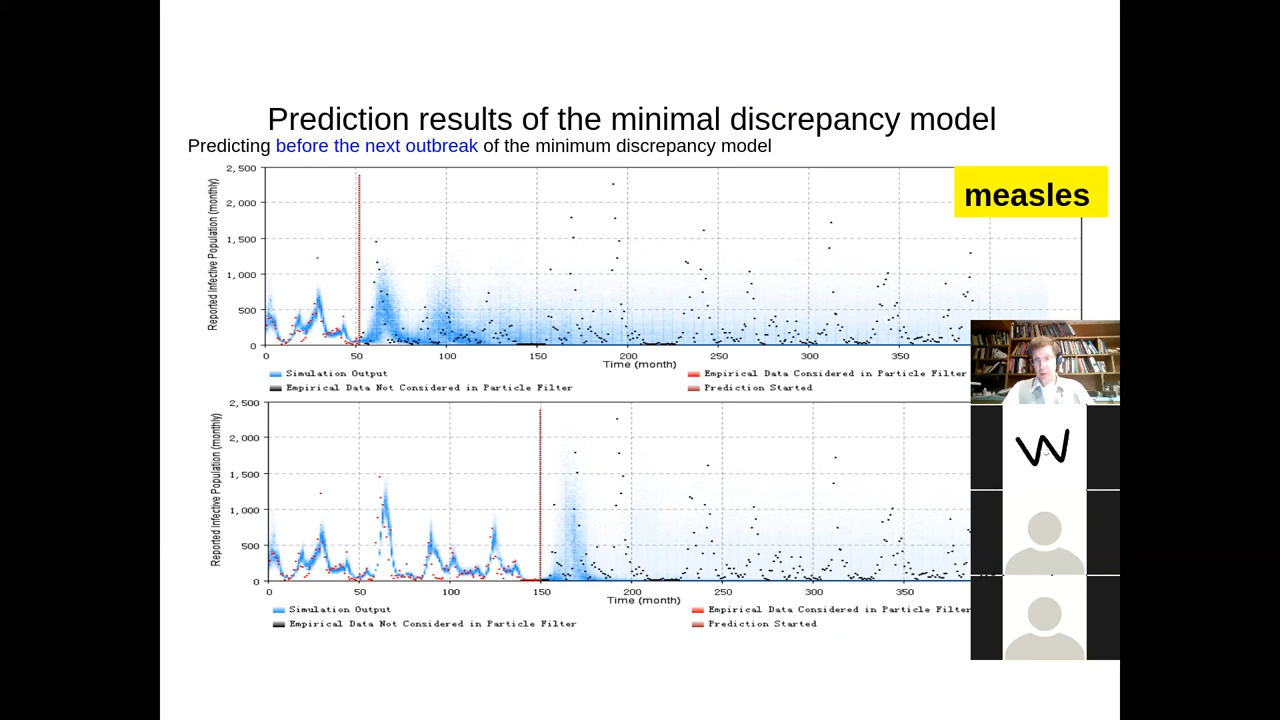 Prediction results of the minimal discrepancy model
Predicting before the next outbreak of the minimum discrepancy model
measles
Reported Infective Population (monthly)
2,500
2,000
1,500
1,000
500
0
0 50 100 150 200 250 300 350
Time (month)
Simulation Output
Empirical Data Considered in Particle Filter
Empirical Data Not Considered in Particle Filter
Prediction Started
Reported Infective Population (monthly)
2,500
2,000
1,500
1,000
500
0
0 50 100 150 200 250 300 350
Time (month)
Simulation Output
Empirical Data Considered in Particle Filter
Empirical Data Not Considered in Particle Filter
Prediction Started
W